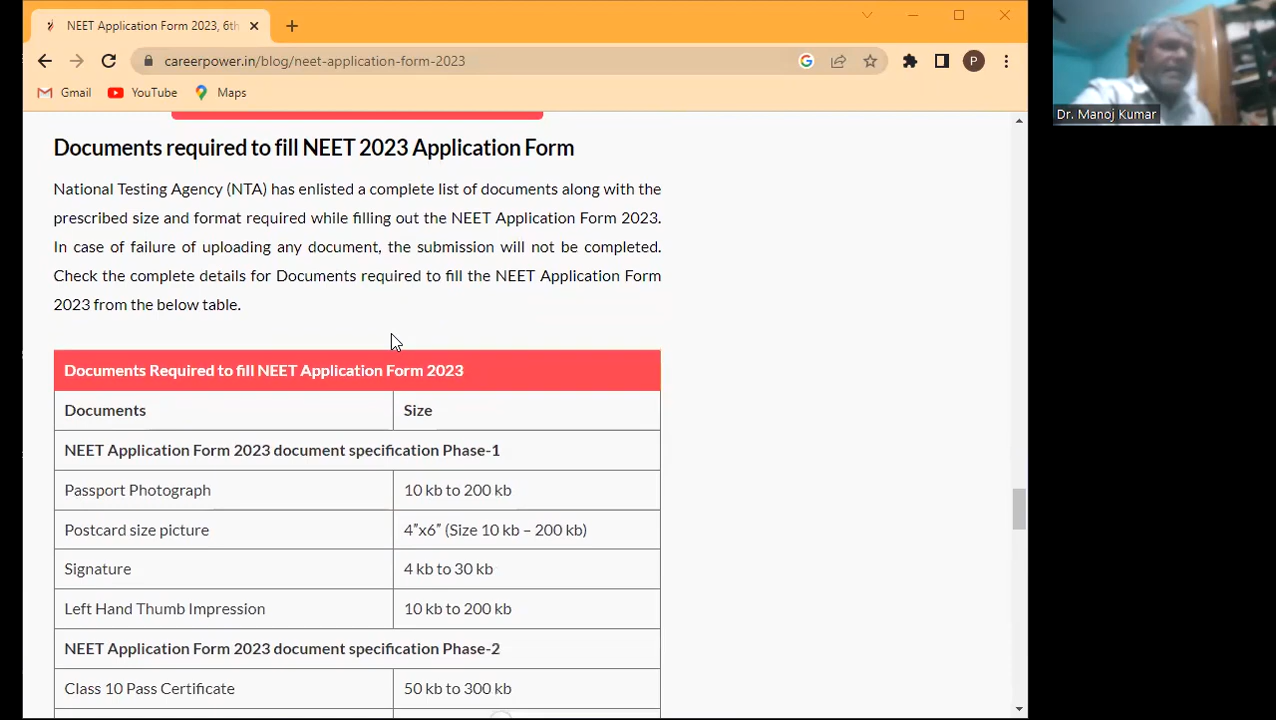 NEET Application Form 2023, 6th
careerpower.in/blog/neet-application-form-2023
P
Gmail
YouTube
Maps
Dr. Manoj Kumar
Documents required to fill NEET 2023 Application Form
National Testing Agency (NTA) has enlisted a complete list of documents along with the
prescribed size and format required while filling out the NEET Application Form 2023.
In case of failure of uploading any document, the submission will not be completed.
Check the complete details for Documents required to fill the NEET Application Form
2023 from the below table.
Documents Required to fill NEET Application Form 2023
Documents Size
NEET Application Form 2023 document specification Phase-1
Passport Photograph 10 kb to 200 kb
Postcard size picture 4”x6” (Size 10 kb – 200 kb)
Signature 4 kb to 30 kb
Left Hand Thumb Impression 10 kb to 200 kb
NEET Application Form 2023 document specification Phase-2
Class 10 Pass Certificate 50 kb to 300 kb